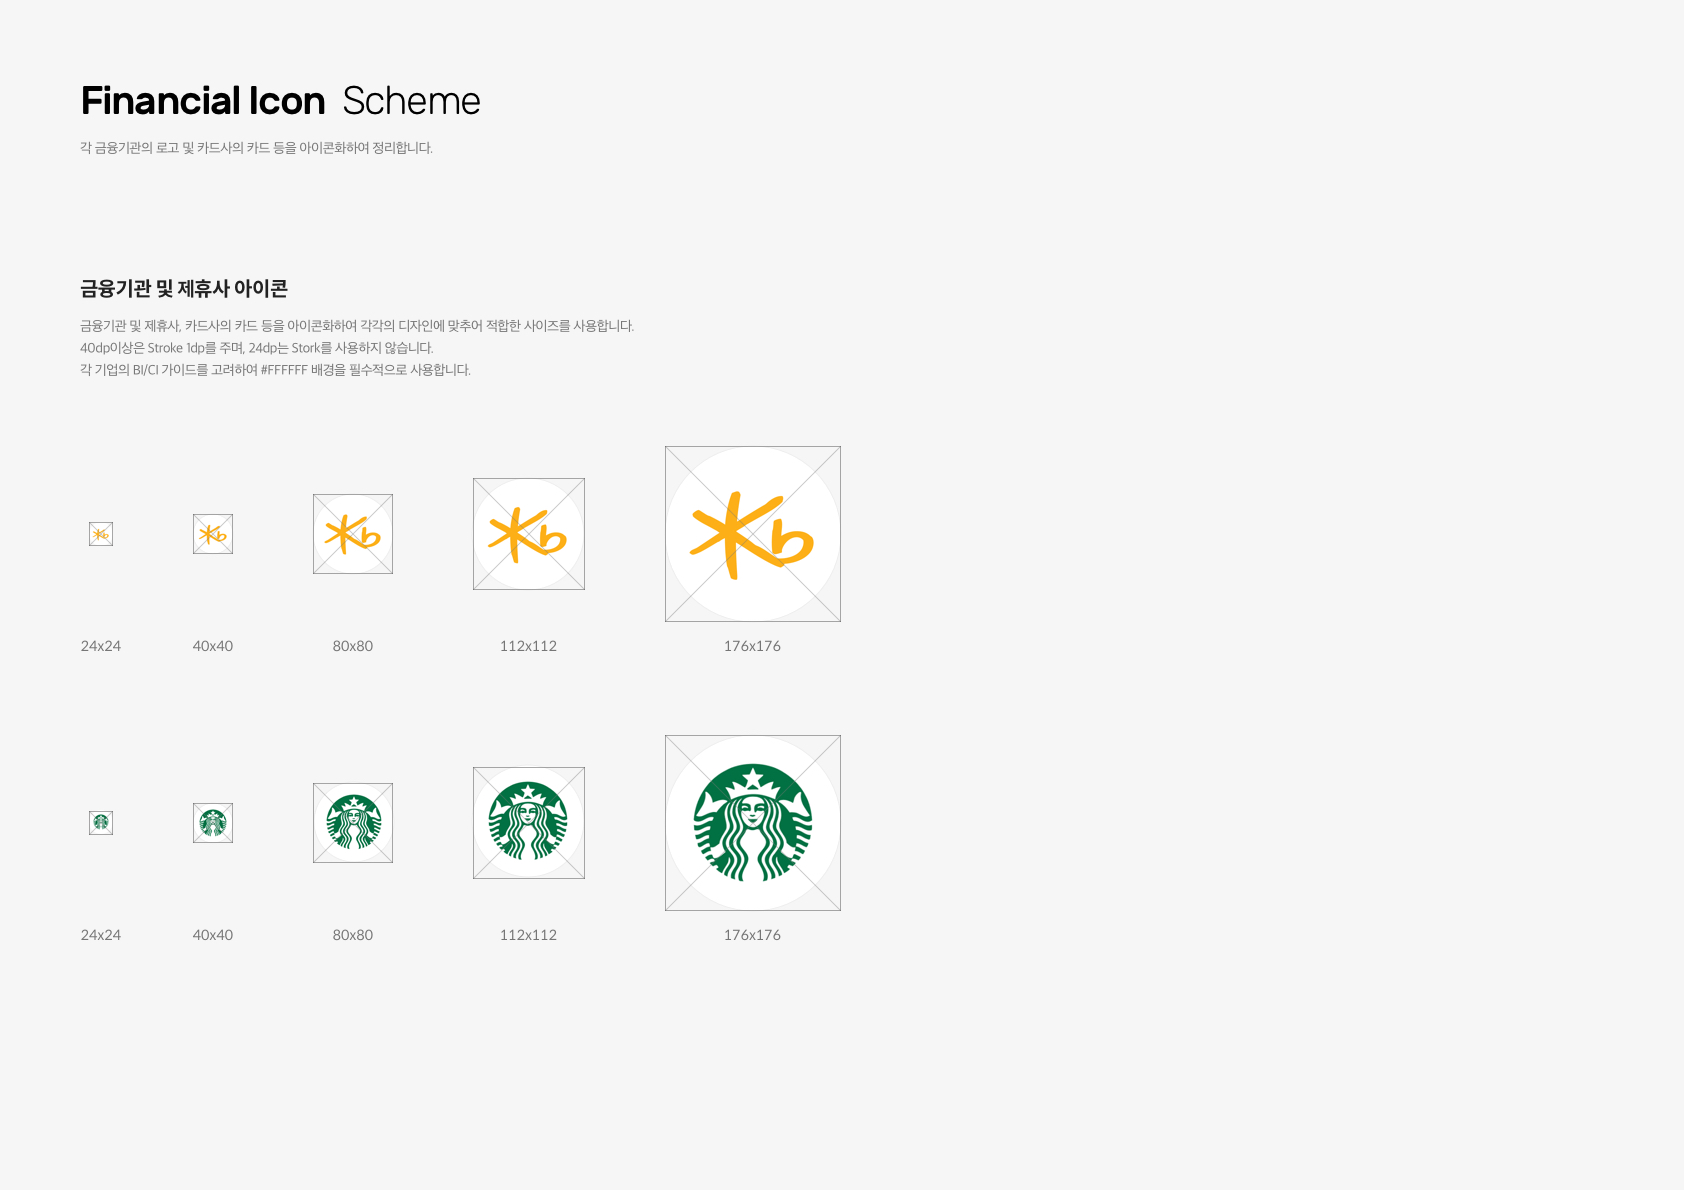 Financial Icon Scheme
각 금융기관의 로고 및 카드사의 카드 등을 아이콘화하여 정리합니다.
금융기관 및 제휴사 아이콘
금융기관 및 제휴사, 카드사의 카드 등을 아이콘화하여 각각의 디자인에 맞추어 적합한 사이즈를 사용합니다.
40dp이상은 Stroke 1dp를 주며, 24dp는 Stork를 사용하지 않습니다.
각 기업의 BI/CI 가이드를 고려하여 #FFFFFF 배경을 필수적으로 사용합니다.
24x24 40x40 80x80 112x112 176x176
24x24 40x40 80x80 112x112 176x176